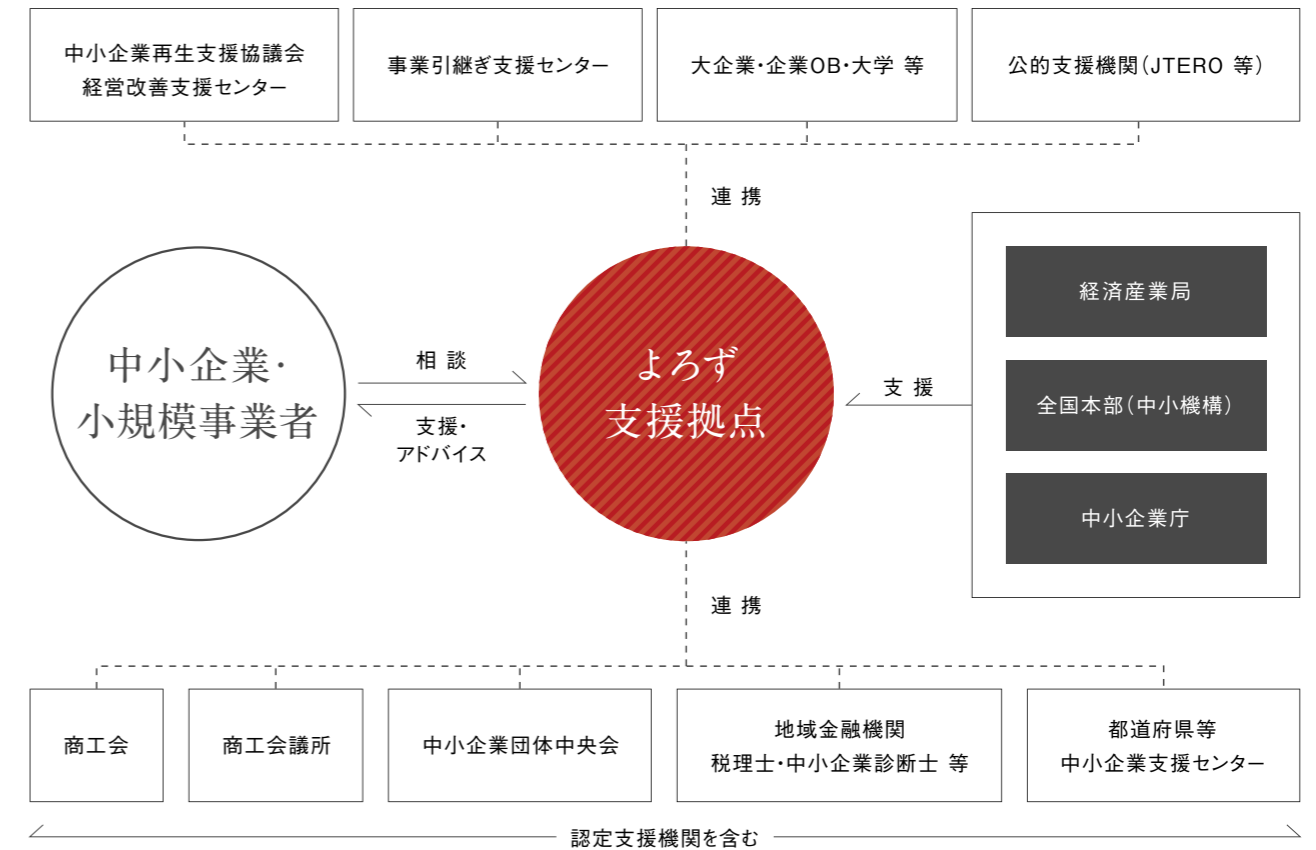 中小企業再生支援協議会
経営改善支援センター
事業引継ぎ支援センター
大企業・企業OB・大学 等
公的支援機関(JTERO 等)
連 携
中小企業・
小規模事業者
相 談
支援・
アドバイス
よろず
支援拠点
支 援
経済産業局
全国本部(中小機構)
中小企業庁
連 携
商工会
商工会議所
中小企業団体中央会
地域金融機関
税理士・中小企業診断士 等
都道府県等
中小企業支援センター
認定支援機関を含む